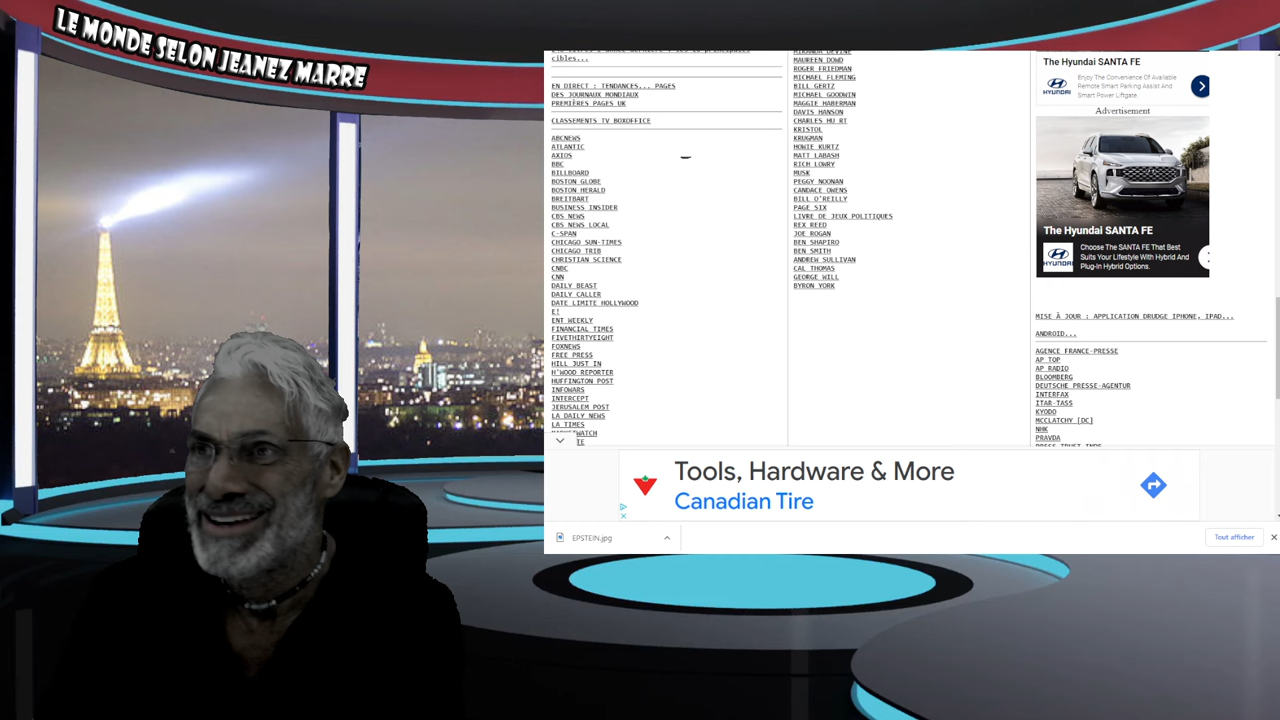 LE MONDE SELON JEANEZ MARRE
cibles...
EN DIRECT : TENDANCES... PAGES
DES JOURNAUX MONDIAUX
PREMIÈRES PAGES UK
CLASSEMENTS TV BOXOFFICE
ABCNEWS
ATLANTIC
AXIOS
BBC
BILLBOARD
BOSTON GLOBE
BOSTON HERALD
BREITBART
BUSINESS INSIDER
CBS NEWS
CBS NEWS LOCAL
C-SPAN
CHICAGO SUN-TIMES
CHICAGO TRIB
CHRISTIAN SCIENCE
CNBC
CNN
DAILY BEAST
DAILY CALLER
DATE LIMITE HOLLYWOOD
E!
ENT WEEKLY
FINANCIAL TIMES
FIVETHIRTYEIGHT
FOXNEWS
FREE PRESS
HILL JUST IN
H'WOOD REPORTER
HUFFINGTON POST
INFOWARS
INTERCEPT
JERUSALEM POST
LA DAILY NEWS
LA TIMES
MIRANDA DEVINE
MAUREEN DOWD
ROGER FRIEDMAN
MICHAEL FLEMING
BILL GERTZ
MICHAEL GOODWIN
MAGGIE HABERMAN
DAVIS HANSON
CHARLES HU RT
KRISTOL
KRUGMAN
HOWIE KURTZ
MATT LABASH
RICH LOWRY
MUSK
PEGGY NOONAN
CANDACE OWENS
BILL O'REILLY
PAGE SIX
LIVRE DE JEUX POLITIQUES
REX REED
JOE ROGAN
BEN SHAPIRO
BEN SMITH
ANDREW SULLIVAN
CAL THOMAS
GEORGE WILL
BYRON YORK
The Hyundai SANTA FE
HYUNDAI
Enjoy The Convenience Of Available
Remote Smart Parking Assist And
Smart Power Liftgate.
Advertisement
The Hyundai SANTA FE
HYUNDAI
Choose The SANTA FE That Best
Suits Your Lifestyle With Hybrid And
Plug-In Hybrid Options.
MISE À JOUR : APPLICATION DRUDGE IPHONE, IPAD...
ANDROID...
AGENCE FRANCE-PRESSE
AP TOP
AP RADIO
BLOOMBERG
DEUTSCHE PRESSE-AGENTUR
INTERFAX
ITAR-TASS
KYODO
MCCLATCHY [DC]
NHK
PRAVDA
Tools, Hardware & More
Canadian Tire
EPSTEIN.jpg
Tout afficher